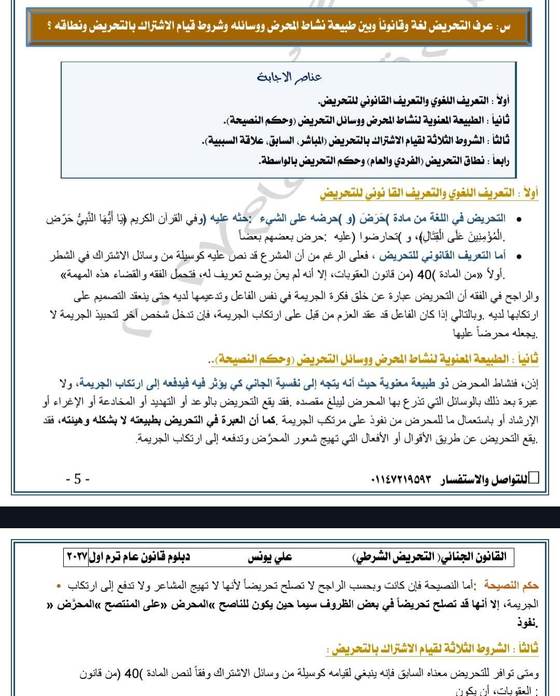 س: عرف التحريض لغة وقانوناً وبين طبيعة نشاط المحرض ووسائله وشروط قيام الاشتراك بالتحريض ونطاقه ؟
عناصر الاجابة
أولاً : التعريف اللغوي والتعريف القانوني للتحريض.
ثانياً : الطبيعة المعنوية لنشاط المحرض ووسائل التحريض (وحكم النصيحة).
ثالثاً : الشروط الثلاثة لقيام الاشتراك بالتحريض (المباشر، السابق، علاقة السببية).
رابعاً : نطاق التحريض (الفردي والعام) وحكم التحريض بالواسطة.
أولا : التعريف اللغوي والتعريف القا نوني للتحريض
• التحريض في اللغة من مادة )حَرَضَ (و )حرضه على الشيء :حثه عليه (وفي القرآن الكريم (يَا أَيُّهَا النَّبِيُّ حَرِّضِ
.الْمُؤْمِنِينَ عَلَى الْقِتَالِ)، و )تحارضوا (عليه :حرض بعضهم بعضاً
• أما التعريف القانوني للتحريض ، فعلى الرغم من أن المشرع قد نص عليه كوسيلة من وسائل الاشتراك في الشطر
.أولاً »من المادة )40 (من قانون العقوبات، إلا أنه لم يعنَ بوضع تعريف له، فتحمل الفقه والقضاء هذه المهمة»
والراجح في الفقه أن التحريض عبارة عن خلق فكرة الجريمة في نفس الفاعل وتدعيمها لديه حتى ينعقد التصميم على
ارتكابها لديه .وبالتالي إذا كان الفاعل قد عقد العزم من قبل على ارتكاب الجريمة، فإن تدخل شخص آخر لتحبيذ الجريمة لا
.يجعله محرضاً عليها
ثانياً : الطبيعة المعنوية لنشاط المحرض ووسائل التحريض (وحكم النصيحة)..
إذن، فنشاط المحرض ذو طبيعة معنوية حيث أنه يتجه إلى نفسية الجاني كي يؤثر فيه فيدفعه إلى ارتكاب الجريمة، ولا
عبرة بعد ذلك بالوسائل التي تذرع بها المحرض ليبلغ مقصده .فقد يقع التحريض بالوعد أو التهديد أو المخادعة أو الإغراء أو
الإرشاد أو باستعمال ما للمحرض من نفوذ على مرتكب الجريمة .كما أن العبرة في التحريض بطبيعته لا بشكله وهيئته، فقد
.يقع التحريض عن طريق الأقوال أو الأفعال التي تهيج شعور المحرَّض وتدفعه إلى ارتكاب الجريمة
للتواصل والاستفسار ٠١١٤٧٢١٩٥٩٣
- 5 -
القانون الجنائي( التحريض الشرطي) علي يونس دبلوم قانون عام ترم اول٢٠٢٧
حكم النصيحة :أما النصيحة فإن كانت وبحسب الراجح لا تصلح تحريضاً لأنها لا تهيج المشاعر ولا تدفع إلى ارتكاب •
الجريمة، إلا أنها قد تصلح تحريضاً في بعض الظروف سيما حين يكون للناصح »المحرض «على المنتصح »المحرَّض «
.نفوذ
ثالثاً : الشروط الثلاثة لقيام الاشتراك بالتحريض :
ومتى توافر للتحريض معناه السابق فإنه ينبغي لقيامه كوسيلة من وسائل الاشتراك وفقاً لنص المادة )40 (من قانون
: العقوبات، أن يكون